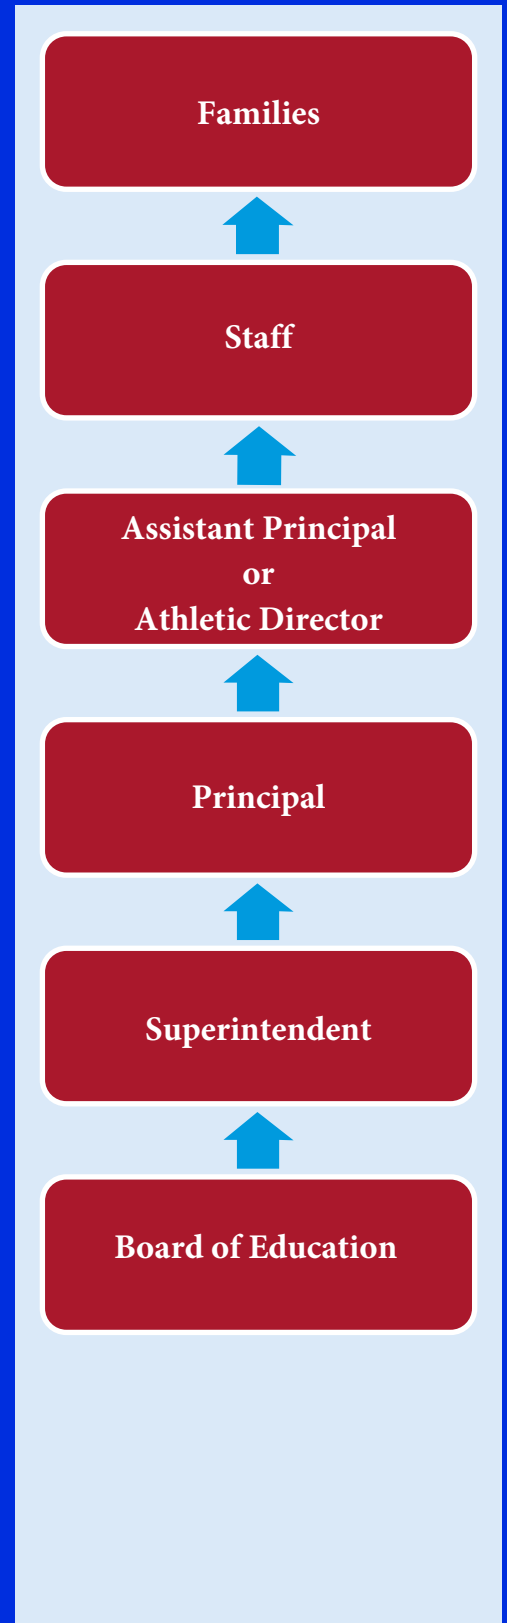 Families
Staff
Assistant Principal
or
Athletic Director
Principal
Superintendent
Board of Education